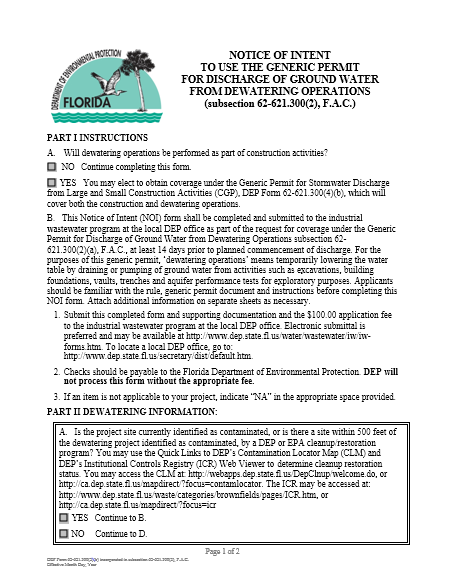 DEPARTMENT OF ENVIRONMENTAL PROTECTION
FLORIDA
NOTICE OF INTENT
TO USE THE GENERIC PERMIT
FOR DISCHARGE OF GROUND WATER
FROM DEWATERING OPERATIONS
(subsection 62-621.300(2), F.A.C.)
PART I INSTRUCTIONS
A. Will dewatering operations be performed as part of construction activities?
NO Continue completing this form.
YES You may elect to obtain coverage under the Generic Permit for Stormwater Discharge
from Large and Small Construction Activities (CGP), DEP Form 62-621.300(4)(b), which will
cover both the construction and dewatering operations.
B. This Notice of Intent (NOI) form shall be completed and submitted to the industrial
wastewater program at the local DEP office as part of the request for coverage under the Generic
Permit for Discharge of Ground Water from Dewatering Operations subsection 62-
621.300(2)(a), F.A.C., at least 14 days prior to planned commencement of discharge. For the
purposes of this generic permit, ‘dewatering operations’ means temporarily lowering the water
table by draining or pumping of ground water from activities such as excavations, building
foundations, vaults, trenches and aquifer performance tests for exploratory purposes. Applicants
should be familiar with the rule, generic permit document and instructions before completing this
NOI form. Attach additional information on separate sheets as necessary.
1. Submit this completed form and supporting documentation and the $100.00 application fee
to the industrial wastewater program at the local DEP office. Electronic submittal is
preferred and may be available at http://www.dep.state.fl.us/water/wastewater/iw/iw-
forms.htm. To locate a local DEP office, go to:
http://www.dep.state.fl.us/secretary/dist/default.htm.
2. Checks should be payable to the Florida Department of Environmental Protection. DEP will
not process this form without the appropriate fee.
3. If an item is not applicable to your project, indicate “NA” in the appropriate space provided.
PART II DEWATERING INFORMATION:
A. Is the project site currently identified as contaminated, or is there a site within 500 feet of
the dewatering project identified as contaminated, by a DEP or EPA cleanup/restoration
program? You may use the Quick Links to DEP’s Contamination Locator Map (CLM) and
DEP’s Institutional Controls Registry (ICR) Web Viewer to determine cleanup restoration
status. You may access the CLM at: http://webapps.dep.state.fl.us/DepClnup/welcome.do, or
http://ca.dep.state.fl.us/mapdirect/?focus=contamlocator. The ICR may be accessed at:
http://www.dep.state.fl.us/waste/categories/brownfields/pages/ICR.htm, or
http://ca.dep.state.fl.us/mapdirect/?focus=icr
YES Continue to B.
NO Continue to D.
Page 1 of 2
DEP Form 62-621.300(2)(b) incorporated in subsection 62-621.300(2), F.A.C.
Effective Month Day, Year